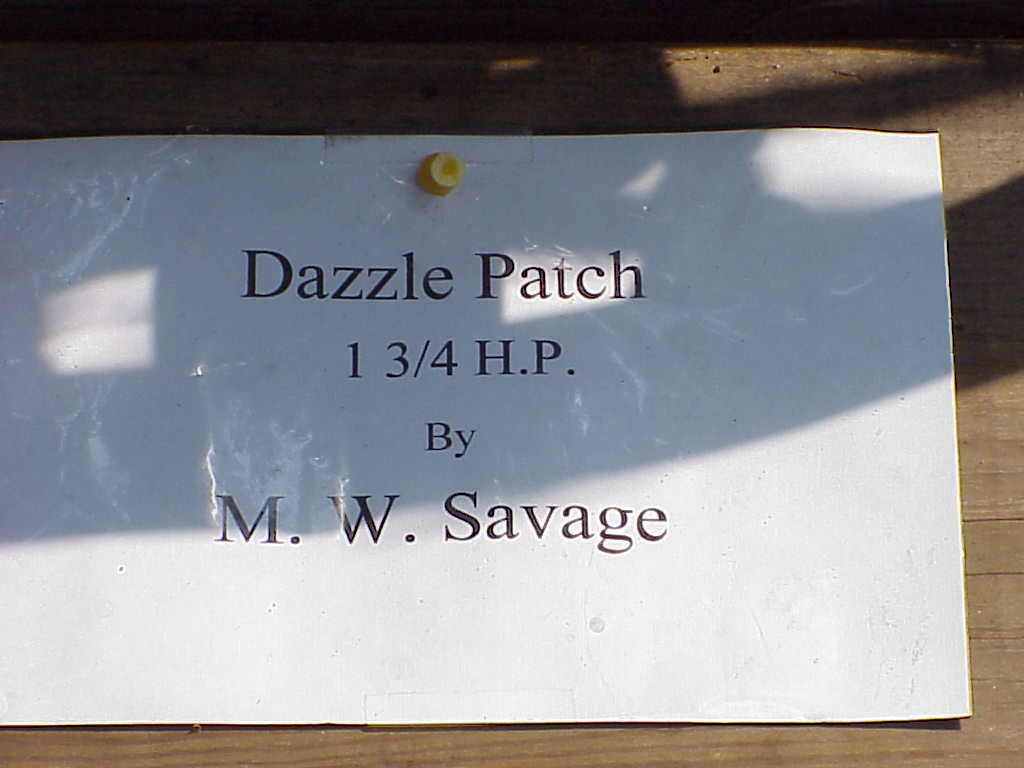 Dazzle Patch
1 3/4 H.P.
By
M. W. Savage